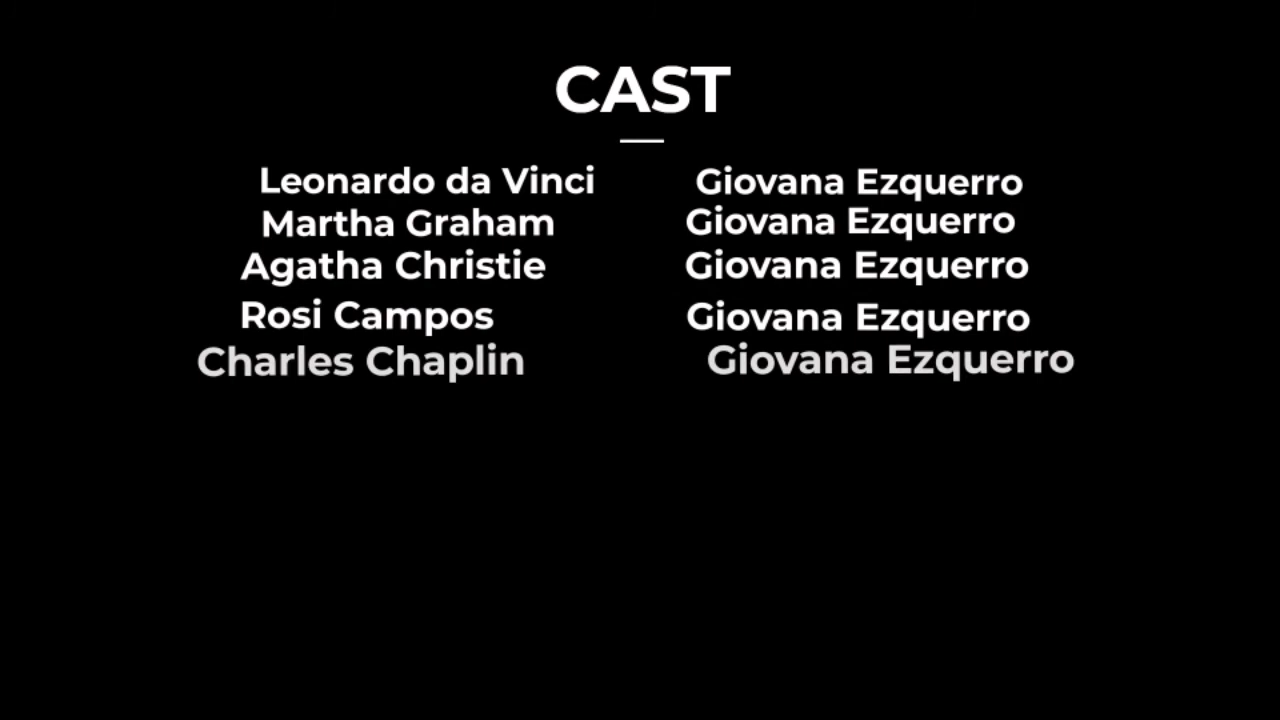 CAST
Leonardo da Vinci Giovana Ezquerro
Martha Graham Giovana Ezquerro
Agatha Christie Giovana Ezquerro
Rosi Campos Giovana Ezquerro
Charles Chaplin Giovana Ezquerro